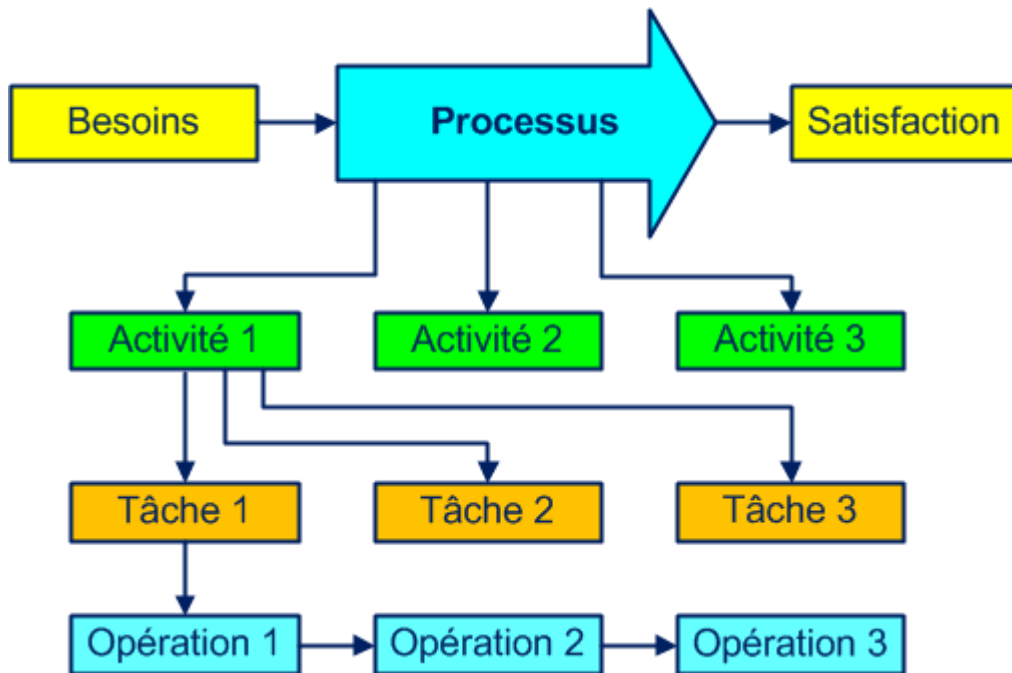 Besoins
Processus
Satisfaction
Activité 1
Activité 2
Activité 3
Tâche 1
Tâche 2
Tâche 3
Opération 1
Opération 2
Opération 3